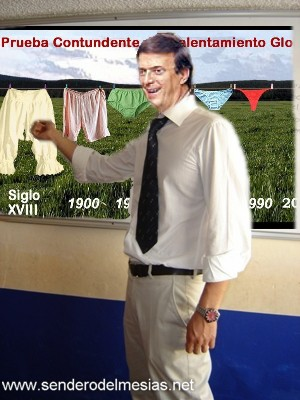 Prueba Contundente alentamiento Glo
Siglo
XVIII 1900 19 990 20
www.senderodelmesias.net